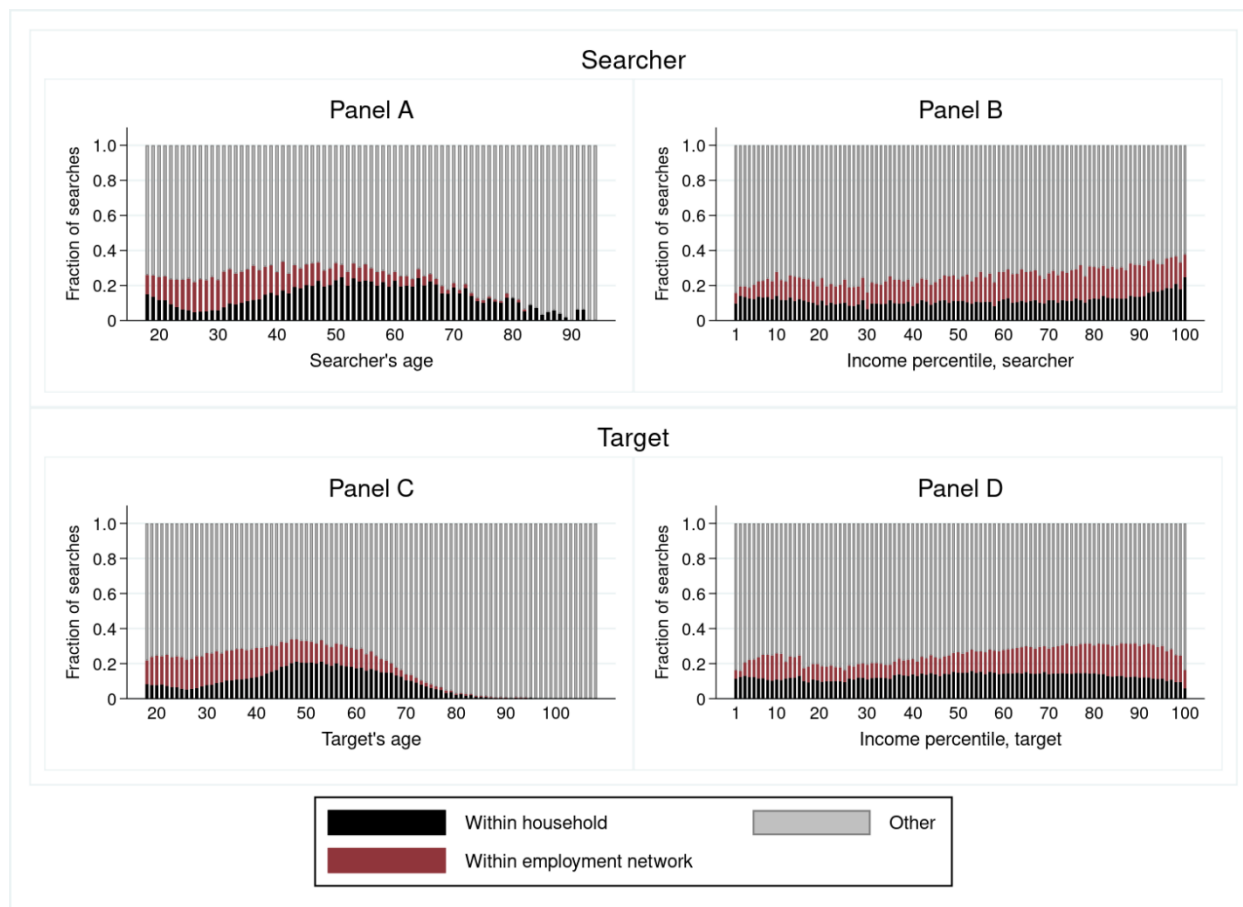 Searcher
Panel A
Fraction of searches
1.0
0.8
0.6
0.4
0.2
0
20 30 40 50 60 70 80 90
Searcher's age
Panel B
Fraction of searches
1.0
0.8
0.6
0.4
0.2
0
1 10 20 30 40 50 60 70 80 90 100
Income percentile, searcher
Target
Panel C
Fraction of searches
1.0
0.8
0.6
0.4
0.2
0
20 30 40 50 60 70 80 90 100
Target's age
Panel D
Fraction of searches
1.0
0.8
0.6
0.4
0.2
0
1 10 20 30 40 50 60 70 80 90 100
Income percentile, target
Within household
Other
Within employment network